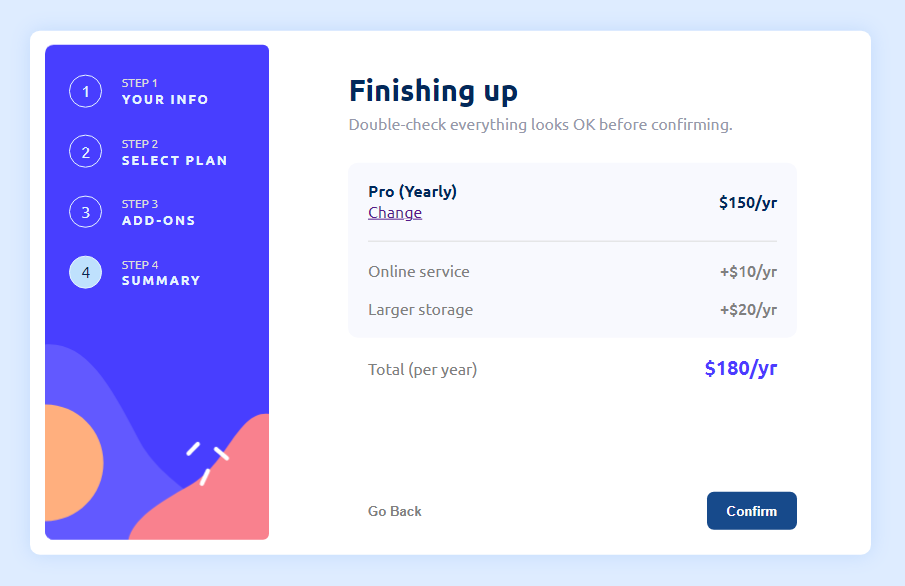 1
STEP 1
YOUR INFO
2
STEP 2
SELECT PLAN
3
STEP 3
ADD-ONS
4
STEP 4
SUMMARY
Finishing up
Double-check everything looks OK before confirming.
Pro (Yearly)
Change
$150/yr
Online service +$10/yr
Larger storage +$20/yr
Total (per year) $180/yr
Go Back Confirm